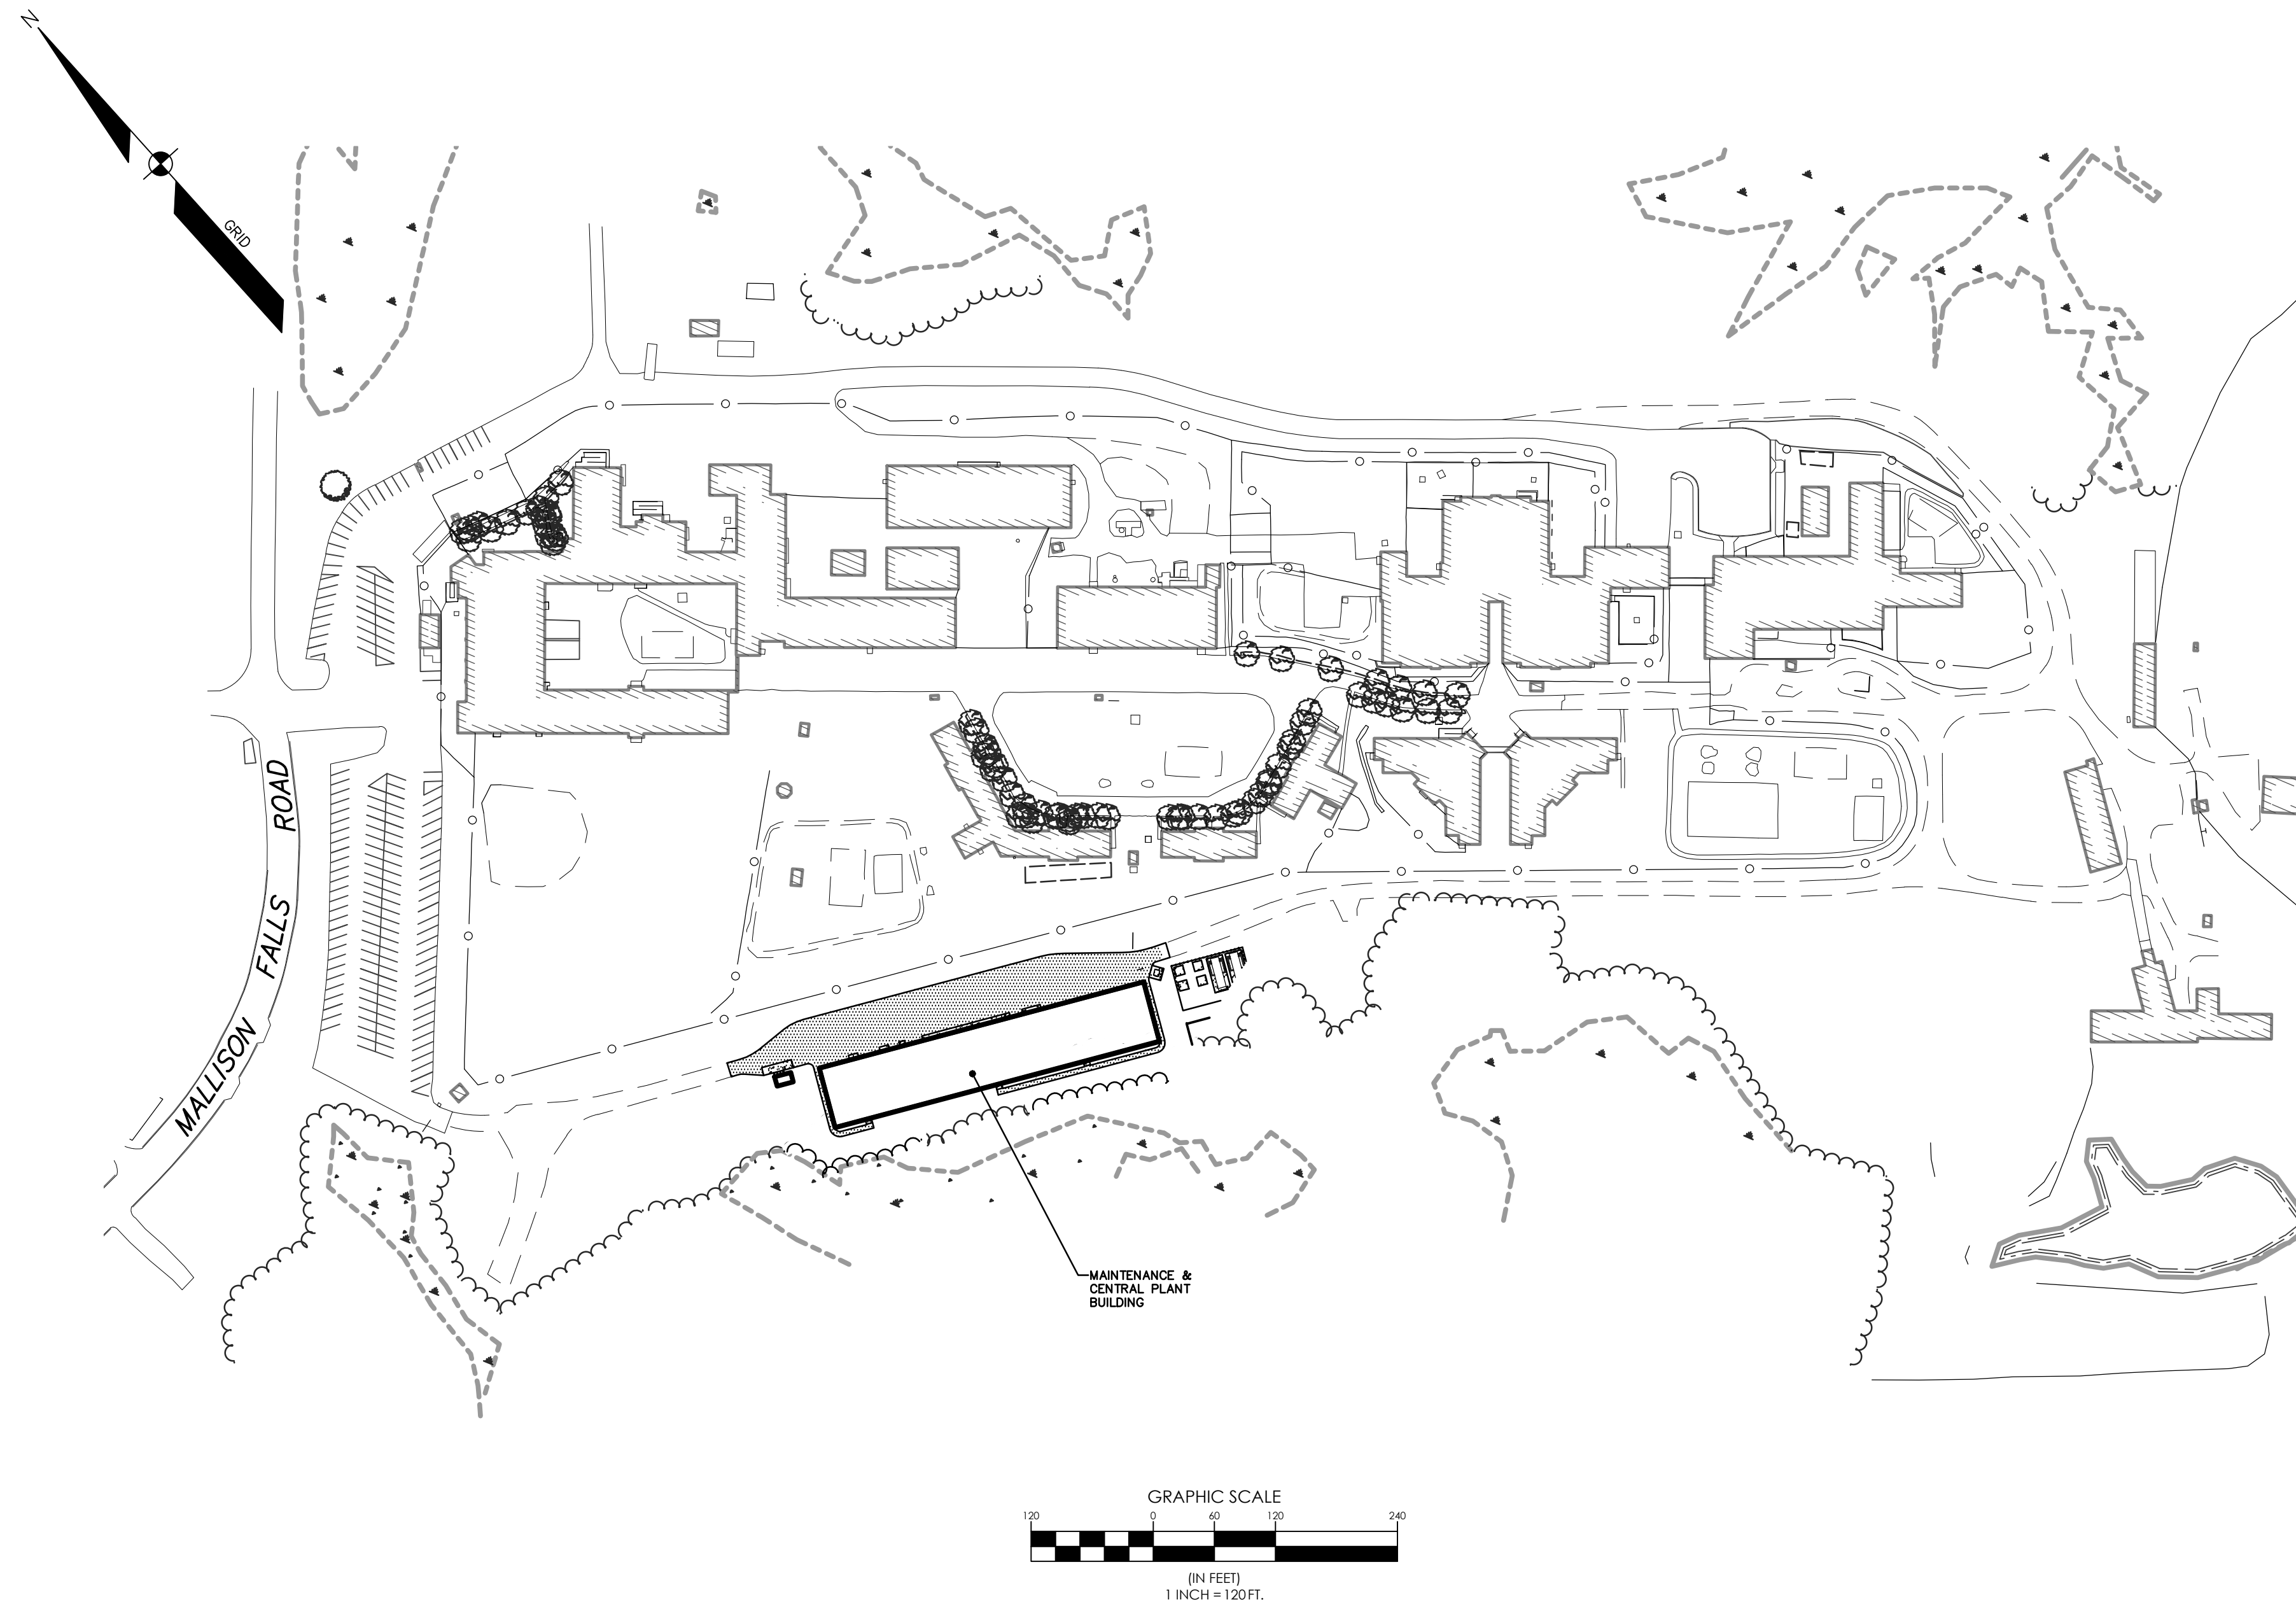 N
GRID
MALLISON FALLS ROAD
MAINTENANCE &
CENTRAL PLANT
BUILDING
GRAPHIC SCALE
120 0 60 120 240
(IN FEET)
1 INCH = 120 FT.